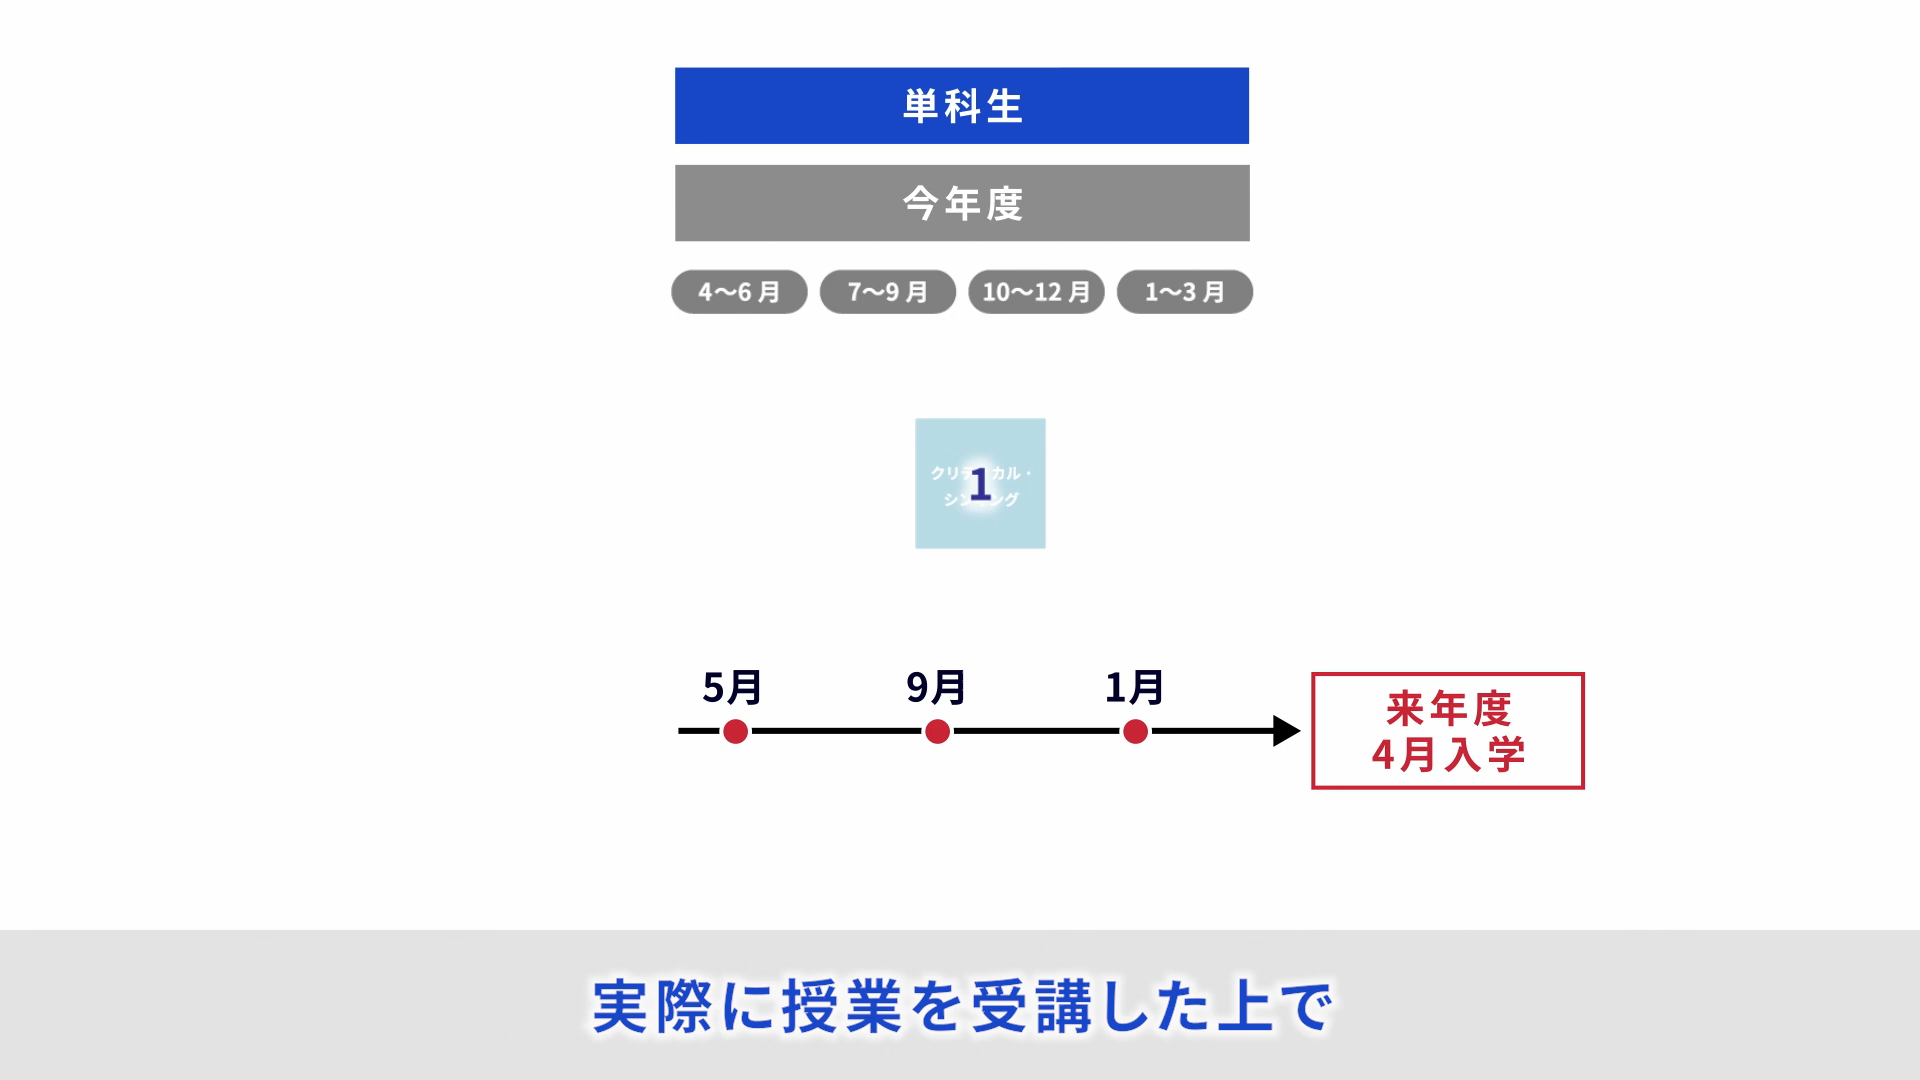 単科生
今年度
4〜6 月
7〜9 月
10〜12 月
1〜3 月
1
5月
9月
1月
来年度
4月入学
実際に授業を受講した上で